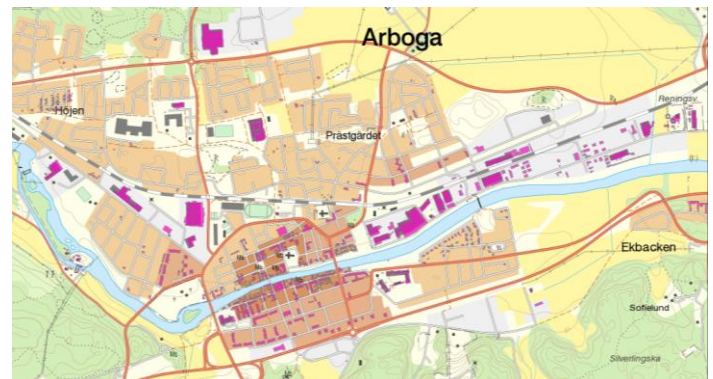 Arboga
Höjen
Reningsv.
Prästgärdet
Ekbacken
Sofielund
Silverlingska